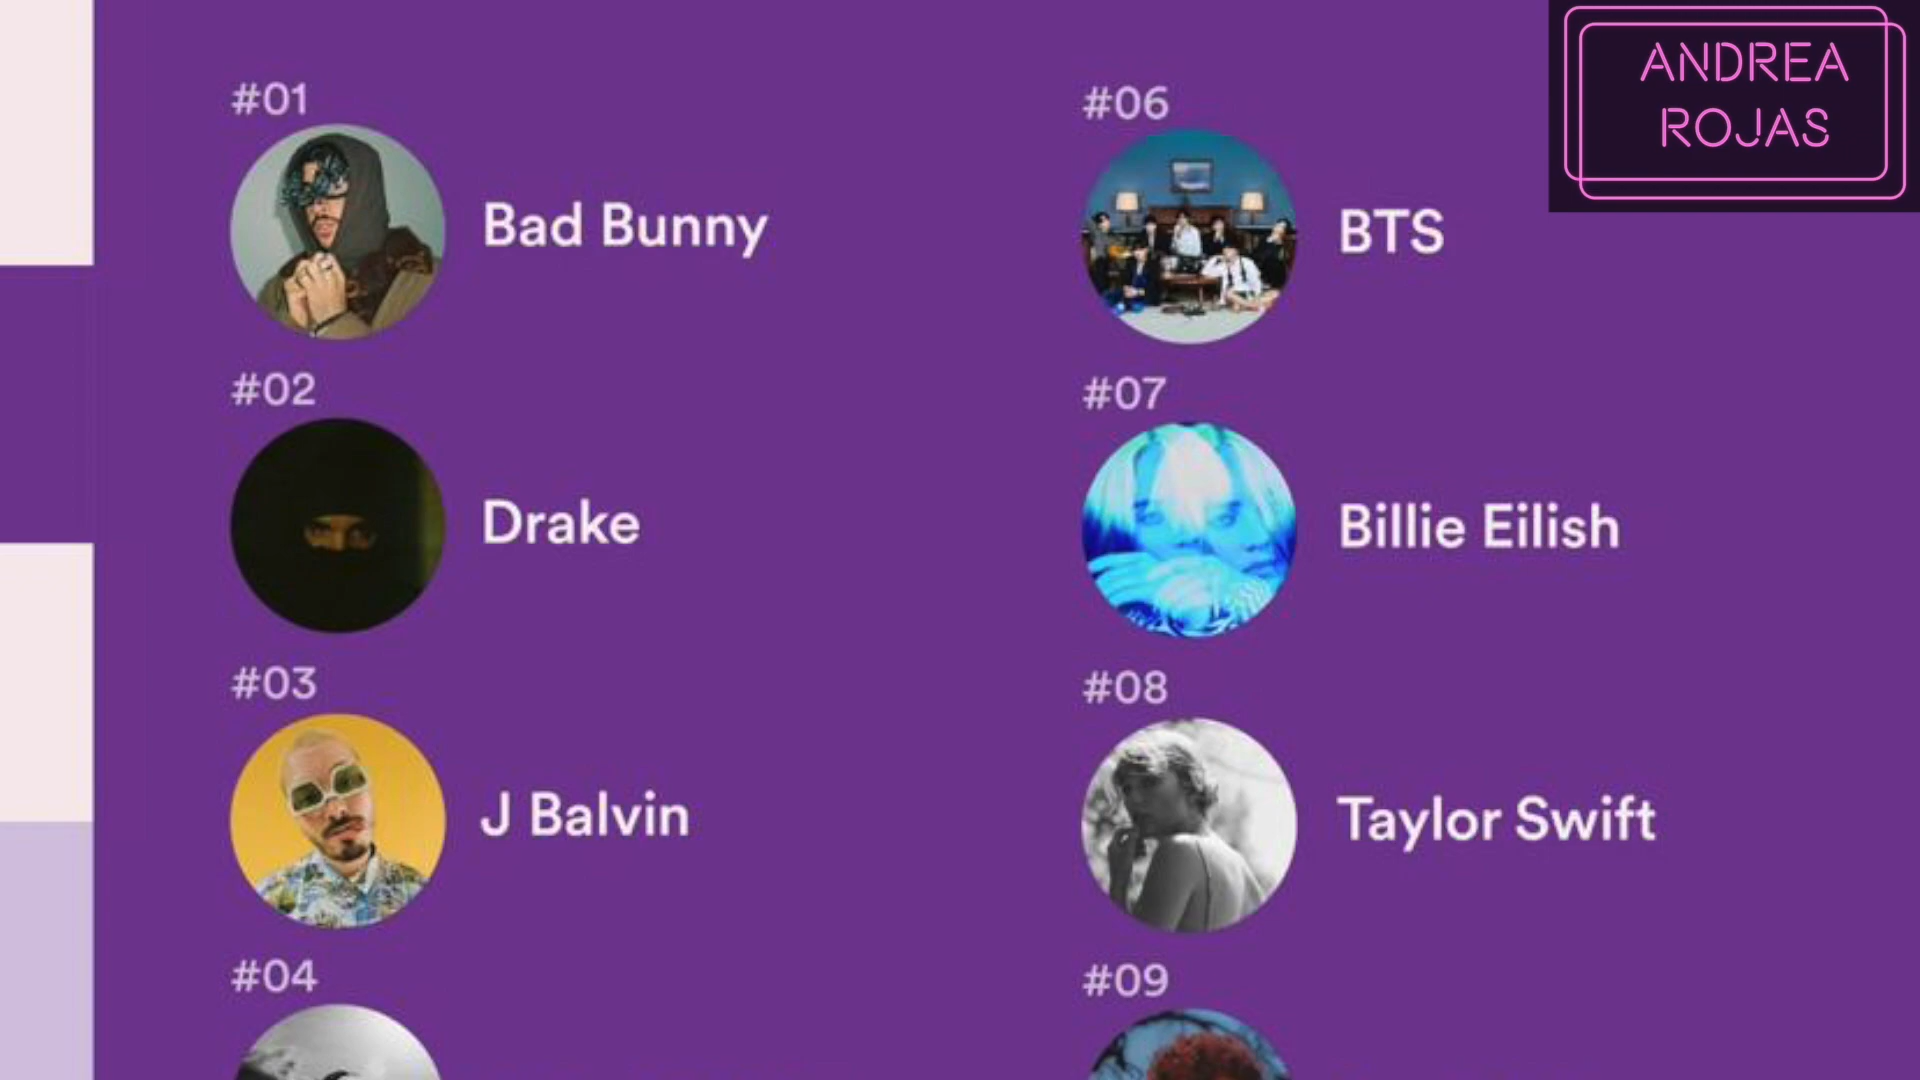 #01
Bad Bunny
#02
Drake
#03
J Balvin
#04
#06
BTS
#07
Billie Eilish
#08
Taylor Swift
#09
ANDREA
ROJAS